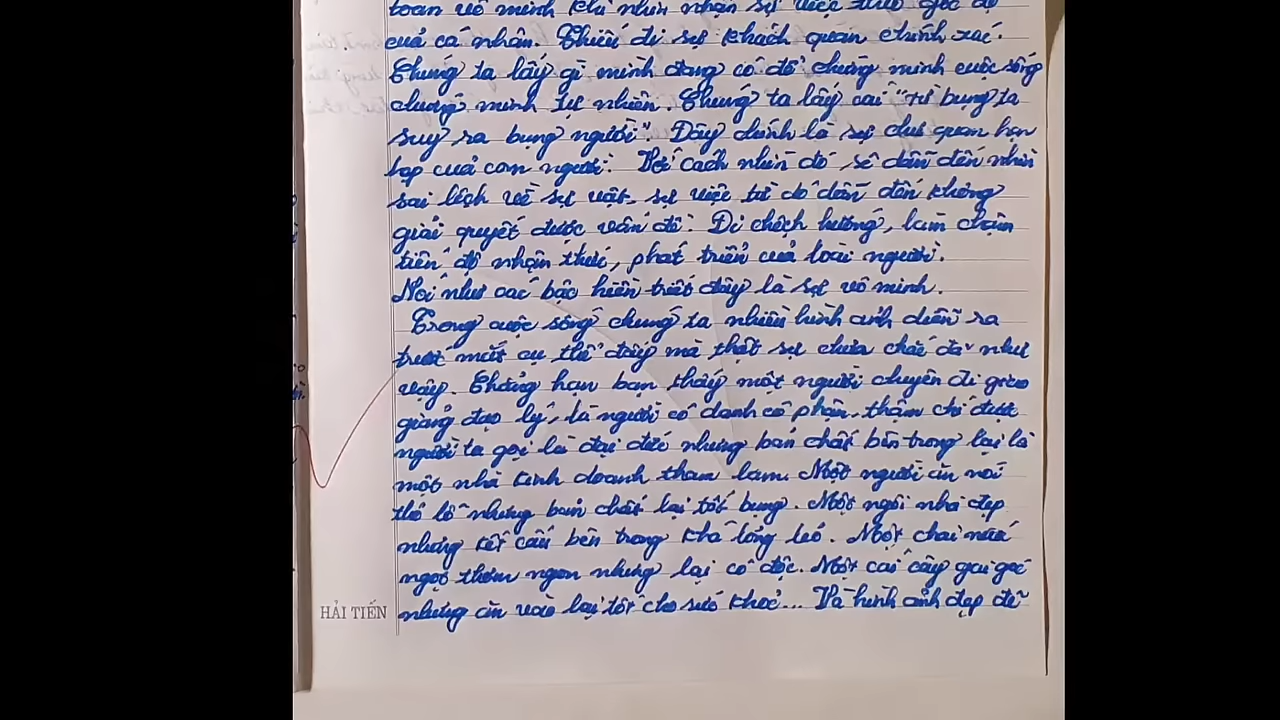 toàn vô minh khi nhìn nhận sự việc theo góc độ
của cá nhân. Thiếu đi sự khách quan chính xác.
Chúng ta lấy gì mình đang có để chứng minh cuộc sống
chứng minh tự nhiên. Chúng ta lấy cái "từ bụng ta
suy ra bụng người". Đây chính là sự chủ quan hạn
hẹp của con người. Với cách nhìn đó sẽ dẫn đến nhìn
sai lệch về sự vật, sự việc từ đó dẫn đến không
giải quyết được vấn đề. Đi chệch hướng, làm chậm
tiến độ nhận thức, phát triển của loài người.
Nói như các bậc hiền triết đây là sự vô minh.
Trong cuộc sống chúng ta nhiều hình ảnh diễn ra
trước mắt cụ thể đấy mà thật sự chưa chắc đã như
vậy. Chẳng hạn bạn thấy một người chuyên đi giao
giảng đạo lý, là người có danh có phận, thậm chí được
người ta gọi là đại đức nhưng bản chất bên trong lại là
một nhà kinh doanh tham lam. Một người ăn nói
thô lỗ nhưng bản chất lại tốt bụng. Một ngôi nhà đẹp
nhưng kết cấu bên trong khá lỏng lẻo. Một chai nước
ngọt thơm ngon nhưng lại có độc. Một cái cây gai góc
nhưng ăn vào lại tốt cho sức khoẻ... Và hình ảnh đẹp đẽ
HẢI TIẾN